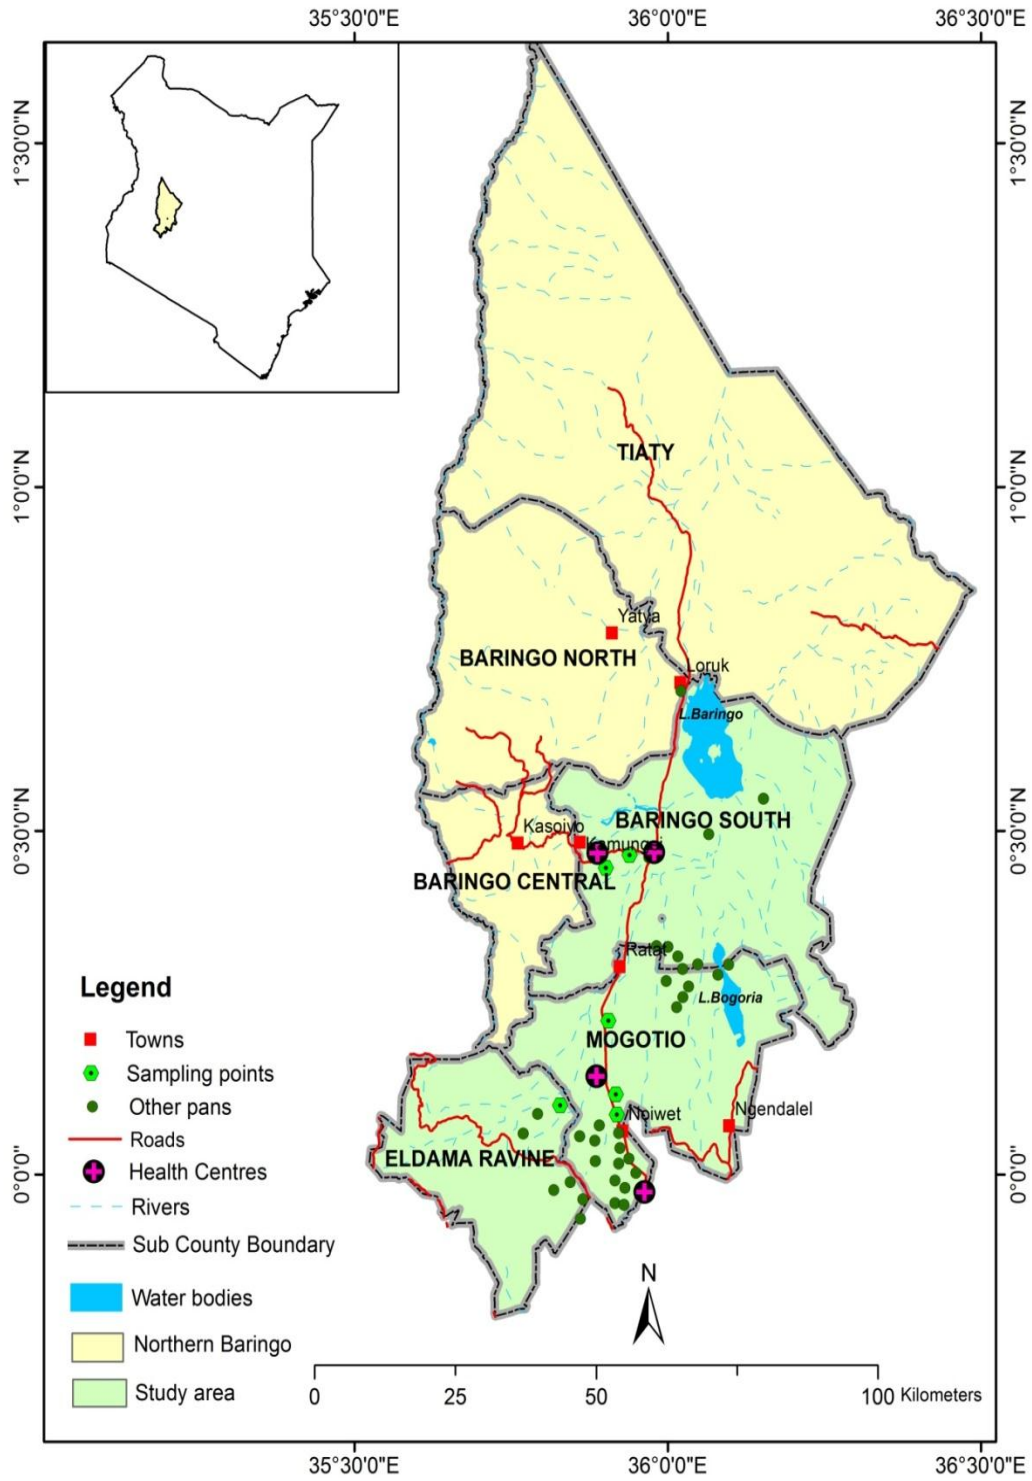 35°30'0"E 36°0'0"E 36°30'0"E
1°30'0"N 1°30'0"N
TIATY
1°0'0"N 1°0'0"N
Yatya
BARINGO NORTH
Loruk
L.Baringo
0°30'0"N 0°30'0"N
BARINGO SOUTH
Kasoiyo
BARINGO CENTRAL
Ratat
L.Bogoria
MOGOTIO
Noiwet
Ngendalel
ELDAMA RAVINE
0°0'0" 0°0'0"
Legend
Towns
Sampling points
Other pans
Roads
Health Centres
Rivers
Sub County Boundary
Water bodies
Northern Baringo
Study area
N
0 25 50 100 Kilometers
35°30'0"E 36°0'0"E 36°30'0"E